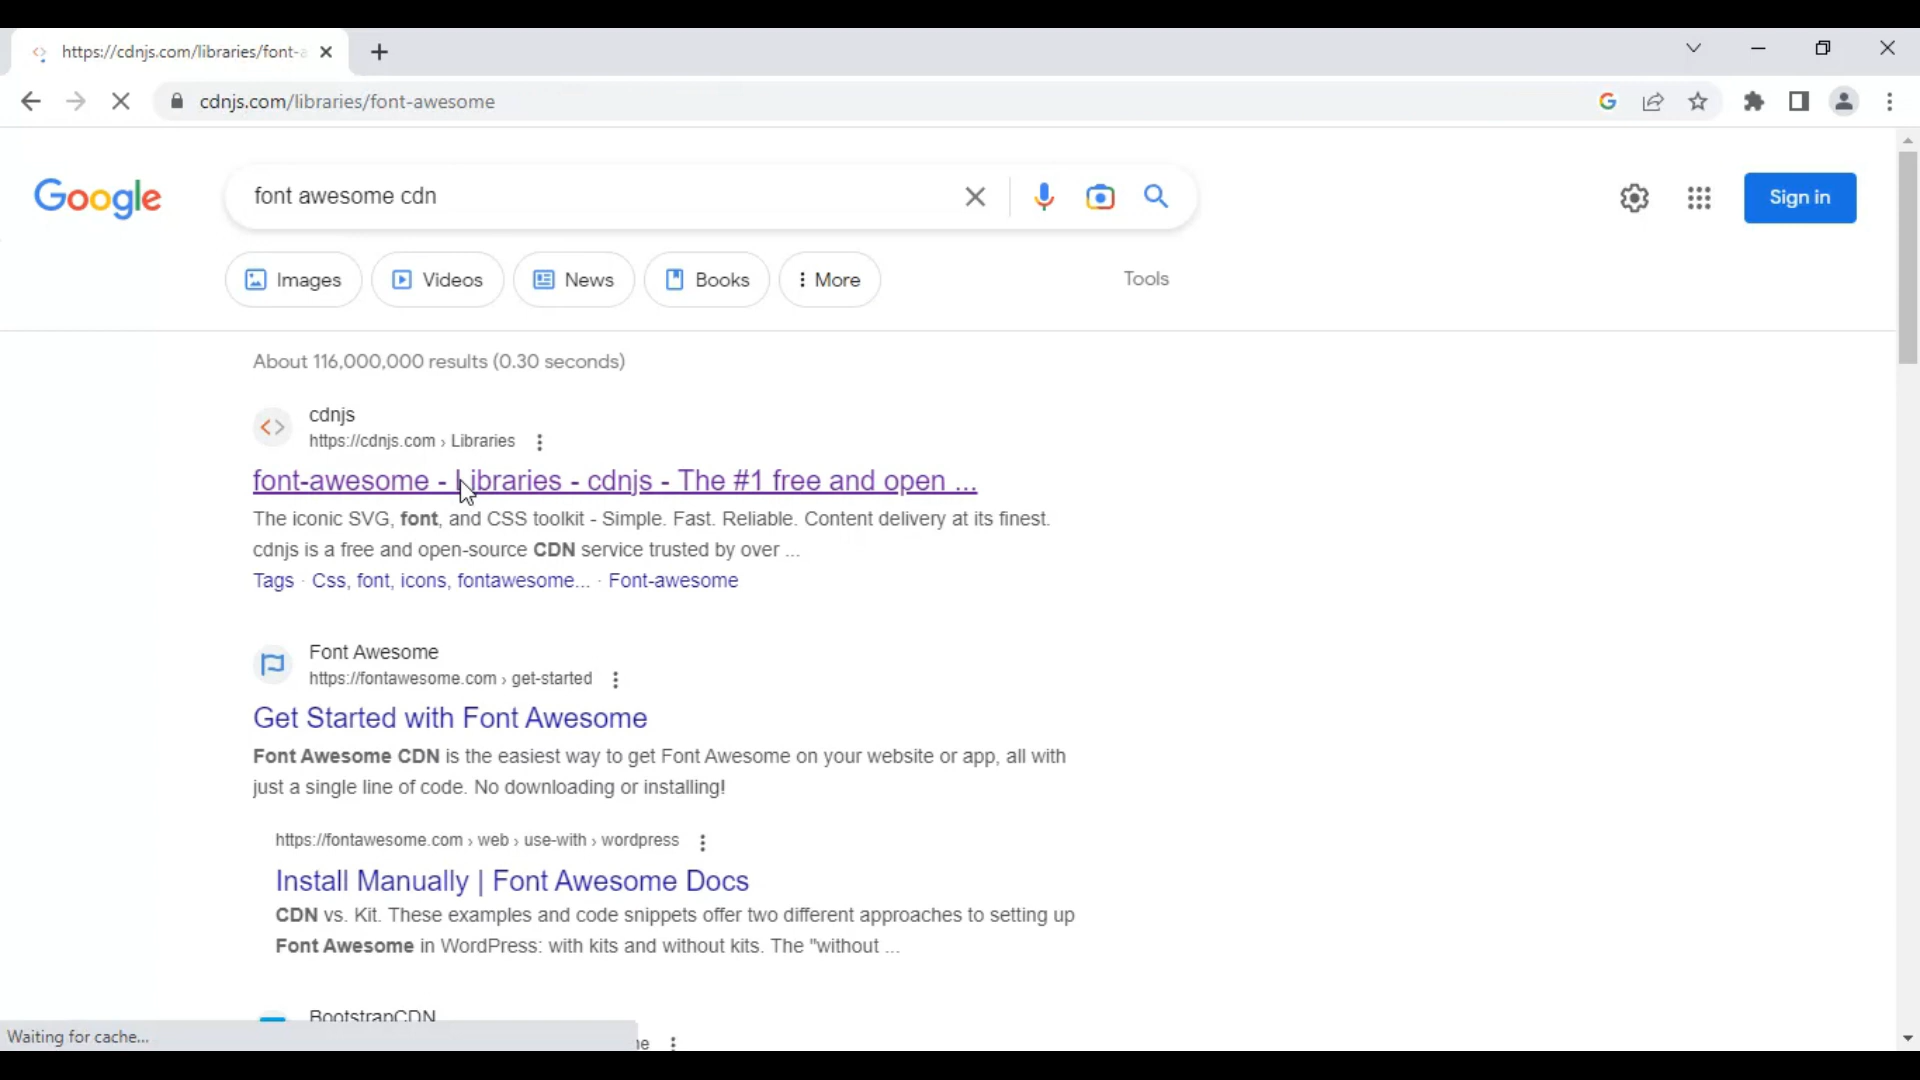 https://cdnjs.com/libraries/font-a
cdnjs.com/libraries/font-awesome
Google
font awesome cdn
Sign in
Images
Videos
News
Books
More
Tools
About 116,000,000 results (0.30 seconds)
cdnjs
https://cdnjs.com › Libraries
font-awesome - Libraries - cdnjs - The #1 free and open ...
The iconic SVG, font, and CSS toolkit - Simple. Fast. Reliable. Content delivery at its finest.
cdnjs is a free and open-source CDN service trusted by over ...
Tags · Css, font, icons, fontawesome... · Font-awesome
Font Awesome
https://fontawesome.com › get-started
Get Started with Font Awesome
Font Awesome CDN is the easiest way to get Font Awesome on your website or app, all with
just a single line of code. No downloading or installing!
https://fontawesome.com › web › use-with › wordpress
Install Manually | Font Awesome Docs
CDN vs. Kit. These examples and code snippets offer two different approaches to setting up
Font Awesome in WordPress: with kits and without kits. The "without ...
BootstrapCDN
Waiting for cache...